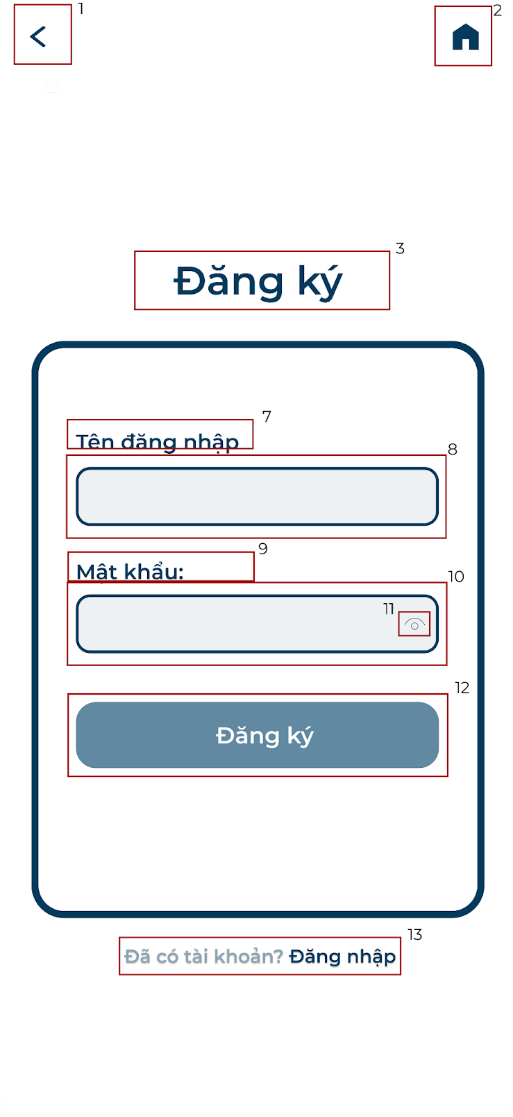 1
2
3
Đăng ký
7
Tên đăng nhập
8
9
Mật khẩu:
10
11
12
Đăng ký
13
Đã có tài khoản? Đăng nhập